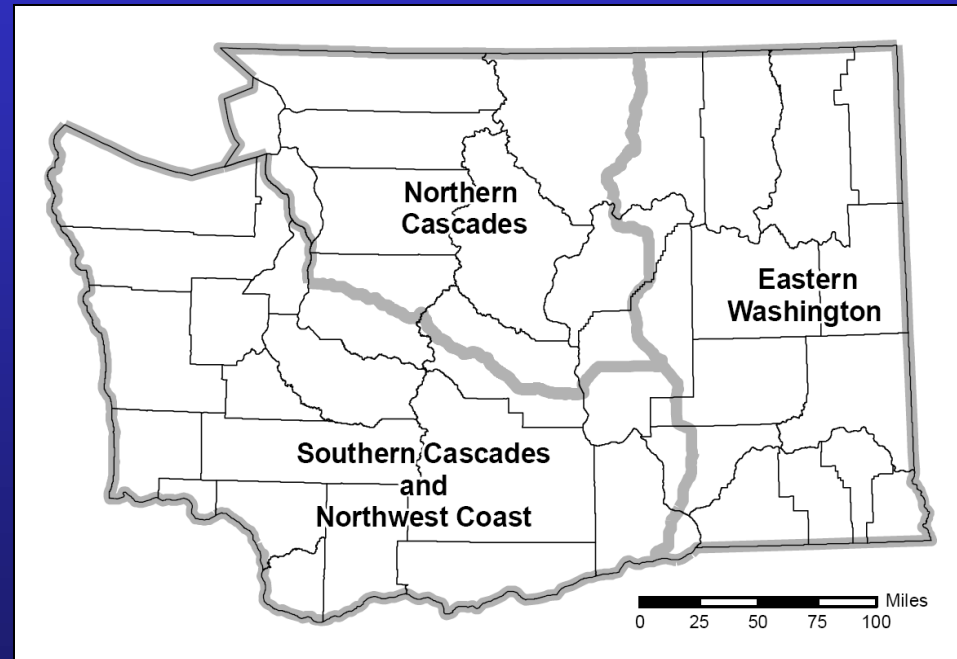 Northern
Cascades
Eastern
Washington
Southern Cascades
and
Northwest Coast
Miles
0 25 50 75 100